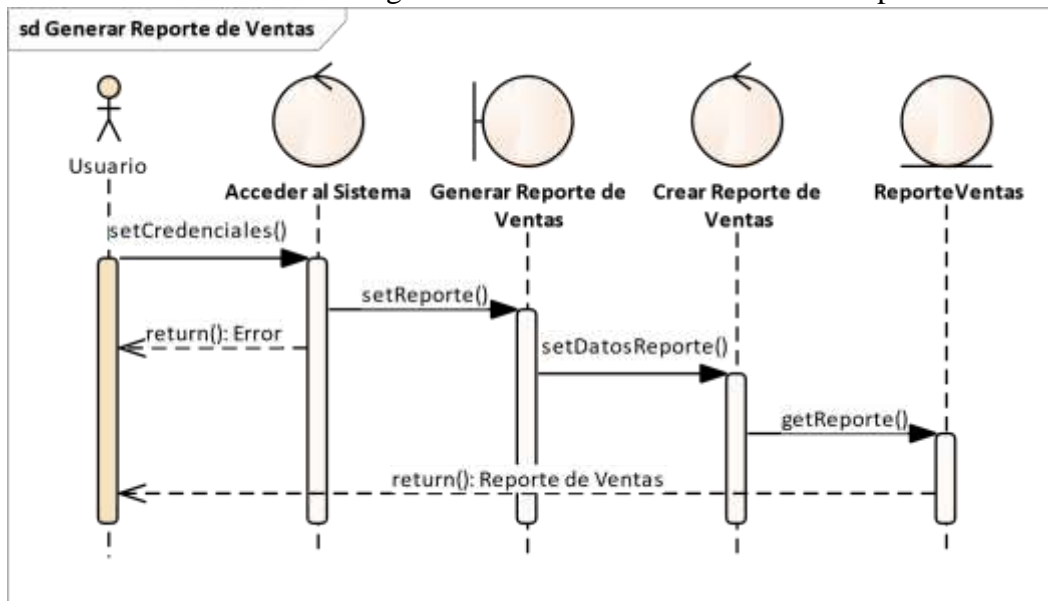 sd Generar Reporte de Ventas
Usuario
Acceder al Sistema
Generar Reporte de
Ventas
Crear Reporte de
Ventas
ReporteVentas
setCredenciales()
setReporte()
return(): Error
setDatosReporte()
getReporte()
return(): Reporte de Ventas